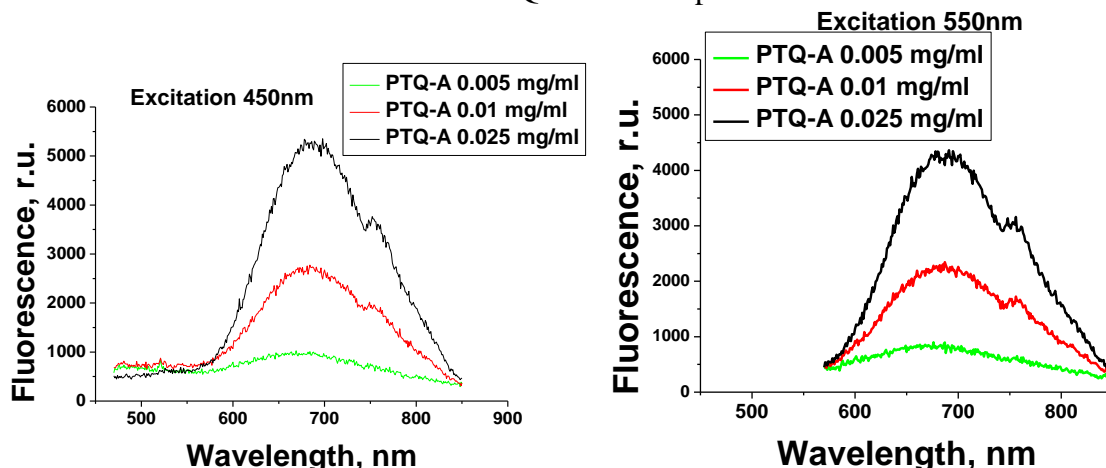 Excitation 450nm
PTQ-A 0.005 mg/ml
PTQ-A 0.01 mg/ml
PTQ-A 0.025 mg/ml
Fluorescence, r.u.
6000
5000
4000
3000
2000
1000
0
500
600
700
800
900
Wavelength, nm
Excitation 550nm
PTQ-A 0.005 mg/ml
PTQ-A 0.01 mg/ml
PTQ-A 0.025 mg/ml
Fluorescence, r.u.
6000
5000
4000
3000
2000
1000
0
500
600
700
800
Wavelength, nm